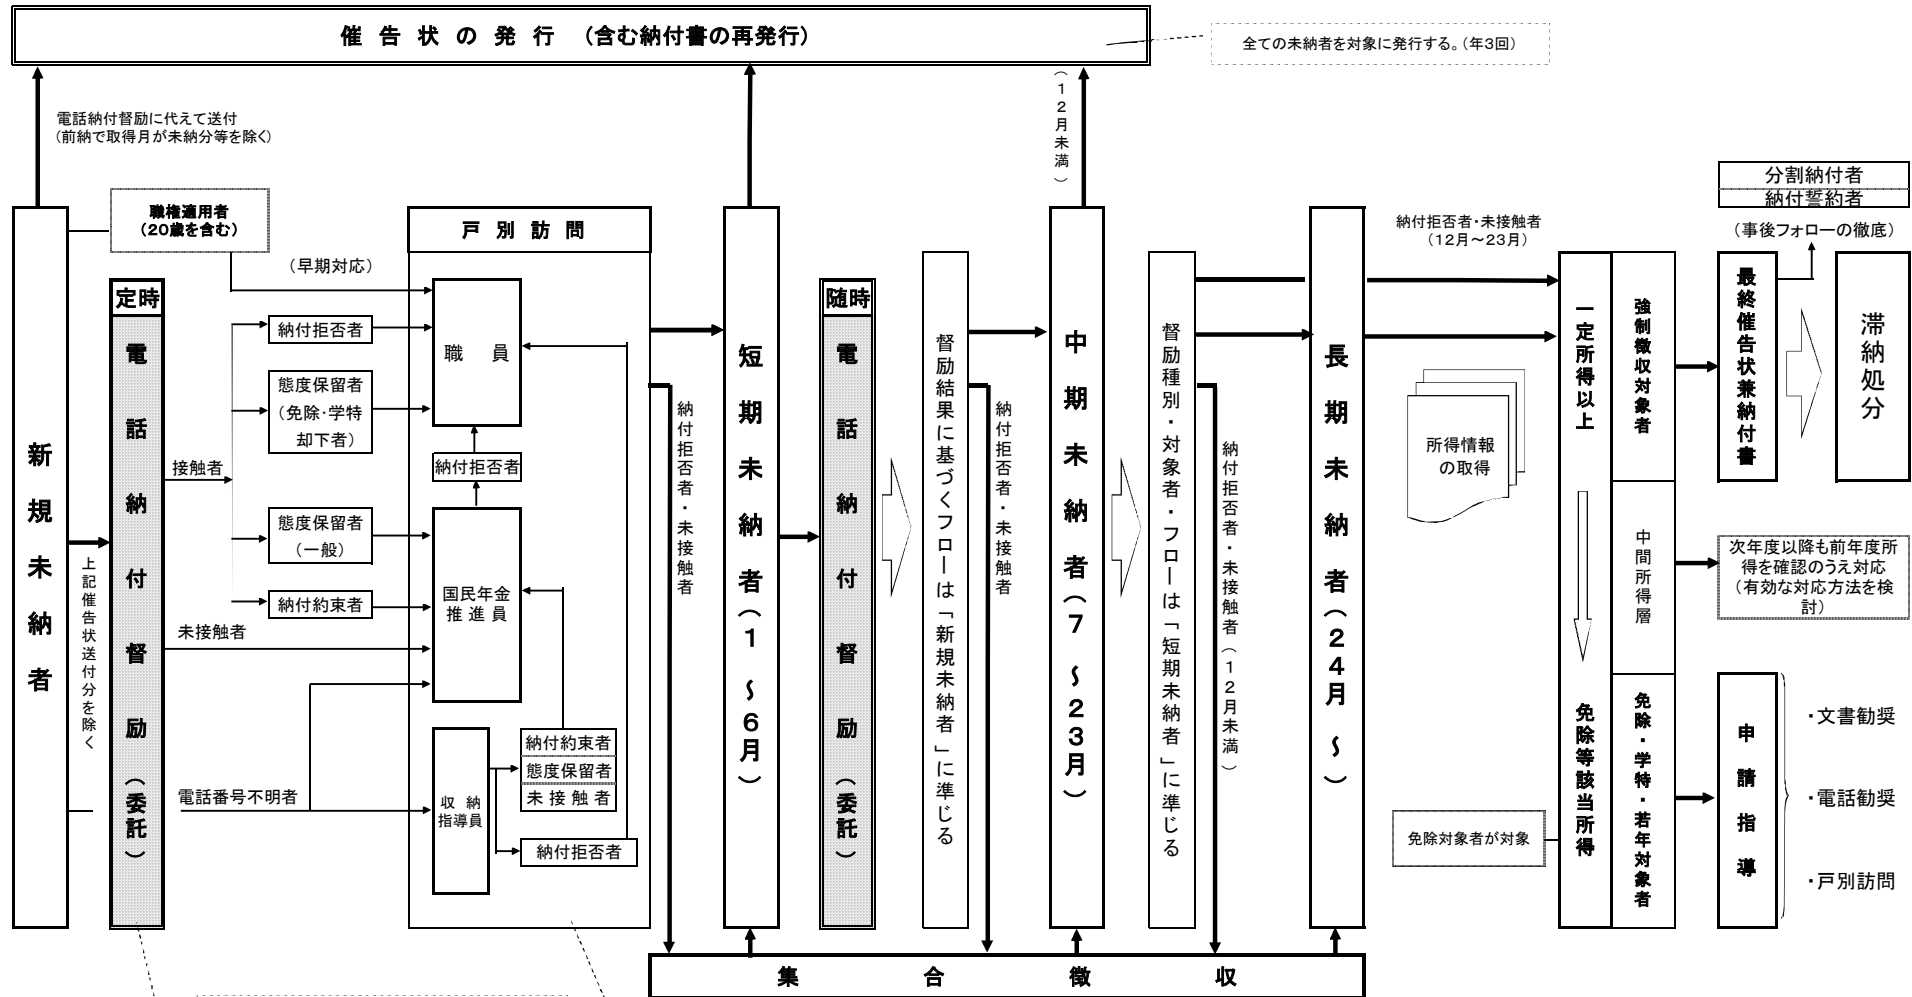 催告状の発行 (含む納付書の再発行)
全ての未納者を対象に発行する。(年3回)
電話納付督励に代えて送付
(前納で取得月が未納分等を除く)
(12月未満)
新規未納者
上記催告状送付分を除く
職権適用者
(20歳を含む)
定時
電話納付督励(委託)
接触者
未接触者
電話番号不明者
(早期対応)
納付拒否者
態度保留者
(免除・学特
却下者)
態度保留者
(一般)
納付約束者
戸別訪問
職員
納付拒否者
国民年金
推進員
収納
指導員
納付約束者
態度保留者
未接触者
納付拒否者
納付拒否者・未接触者
短期未納者(1~6月)
随時
電話納付督励(委託)
督励結果に基づくフローは「新規未納者」に準じる
納付拒否者・未接触者
中期未納者(7~23月)
督励種別・対象者・フローは「短期未納者」に準じる
納付拒否者・未接触者(12月未満)
長期未納者(24月~)
集合徴収
納付拒否者・未接触者
(12月~23月)
所得情報
の取得
免除対象者が対象
一定所得以上
免除等該当所得
強制徴収対象者
中間所得層
免除・学特・若年対象者
分割納付者
納付誓約者
(事後フォローの徹底)
最終催告状兼納付書
滞納処分
次年度以降も前年度所
得を確認のうえ対応
(有効な対応方法を検
討)
申請指導
・文書勧奨
・電話勧奨
・戸別訪問